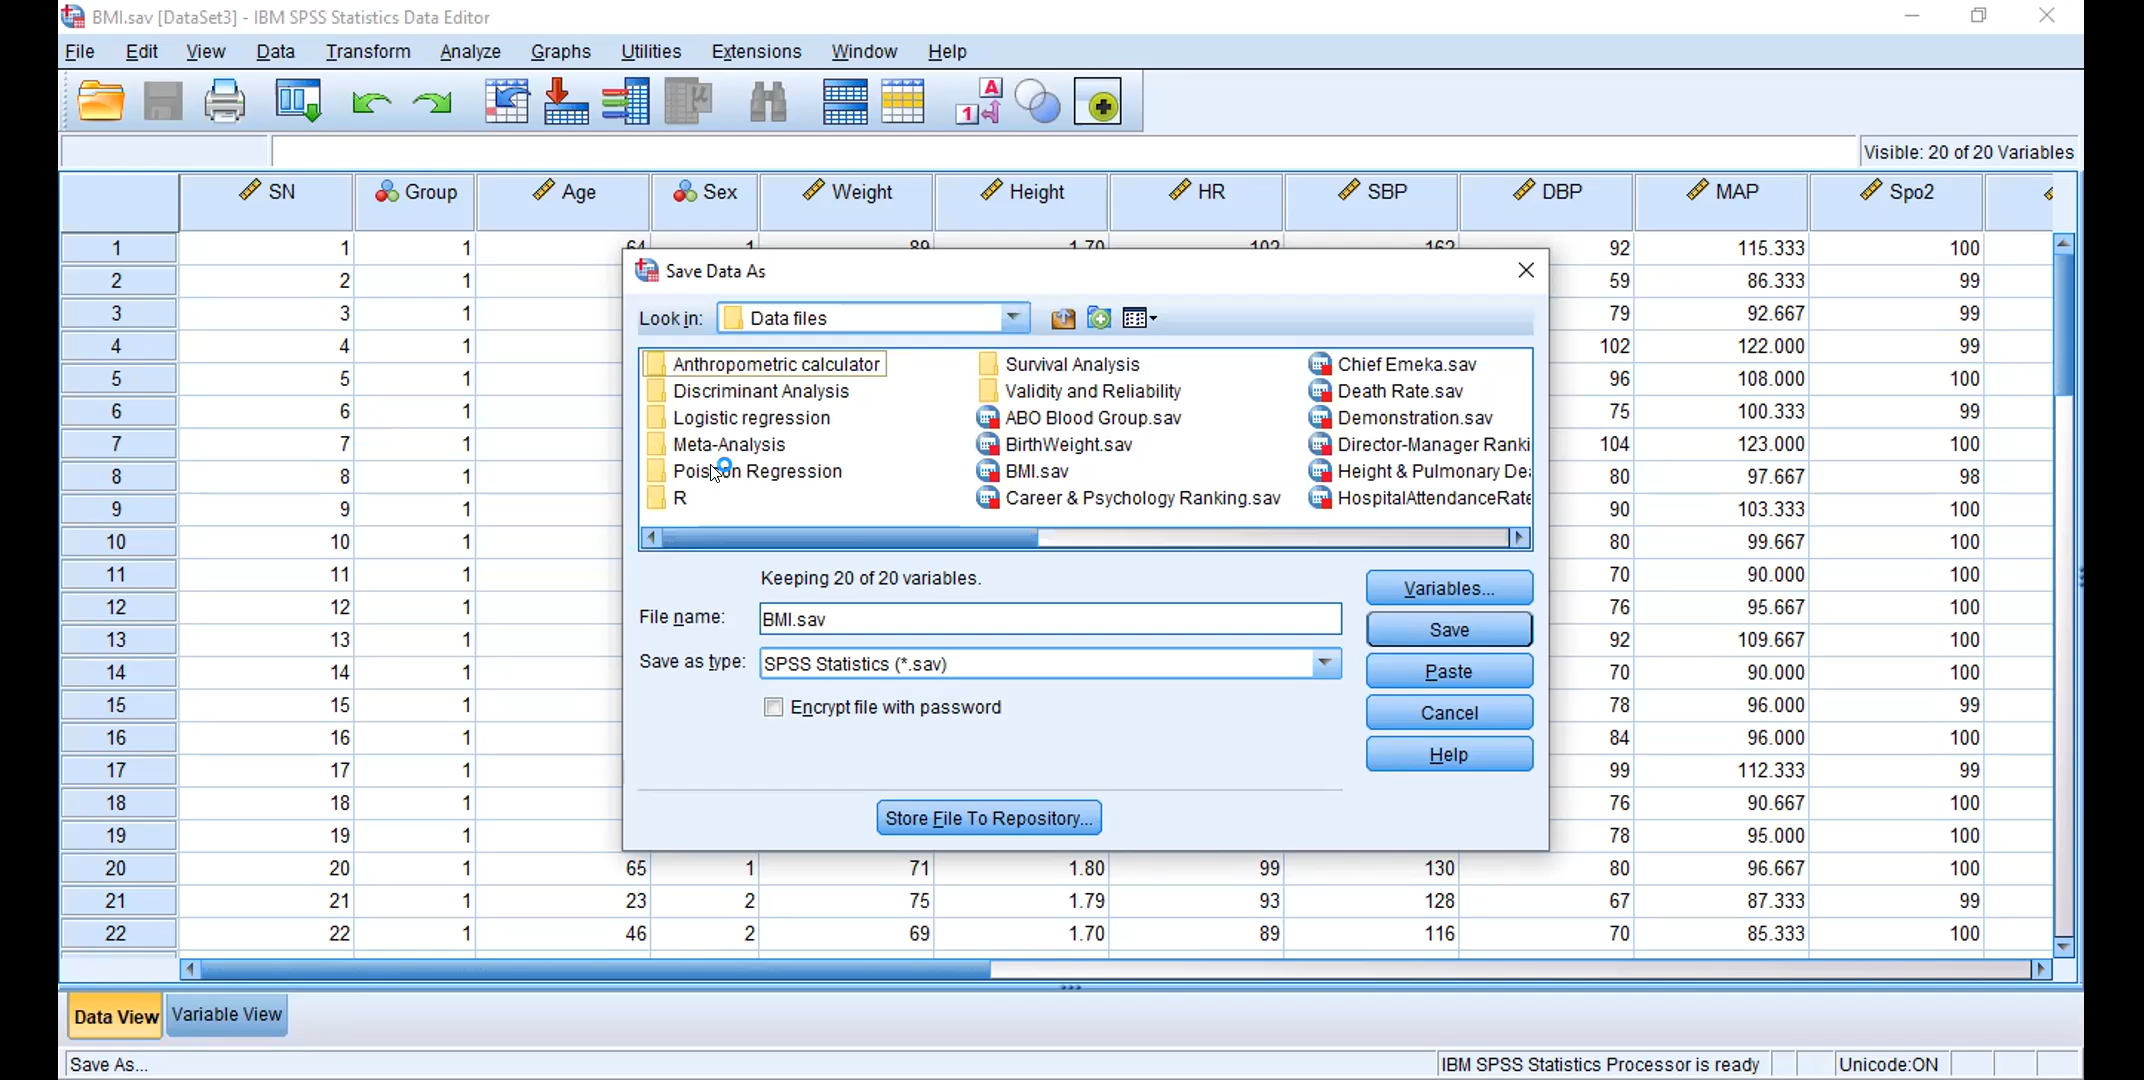 BMI.sav [DataSet3] - IBM SPSS Statistics Data Editor
File Edit View Data Transform Analyze Graphs Utilities Extensions Window Help
Visible: 20 of 20 Variables
SN Group Age Sex Weight Height HR SBP DBP MAP Spo2
1 1 1 64 1 89 1.70 102 162 92 115.333 100
2 2 1 59 86.333 99
3 3 1 79 92.667 99
4 4 1 102 122.000 99
5 5 1 96 108.000 100
6 6 1 75 100.333 99
7 7 1 104 123.000 100
8 8 1 80 97.667 98
9 9 1 90 103.333 100
10 10 1 80 99.667 100
11 11 1 70 90.000 100
12 12 1 76 95.667 100
13 13 1 92 109.667 100
14 14 1 70 90.000 100
15 15 1 78 96.000 99
16 16 1 84 96.000 100
17 17 1 99 112.333 99
18 18 1 76 90.667 100
19 19 1 78 95.000 100
20 20 1 65 1 71 1.80 99 130 80 96.667 100
21 21 1 23 2 75 1.79 93 128 67 87.333 99
22 22 1 46 2 69 1.70 89 116 70 85.333 100
Save Data As
Look in: Data files
Anthropometric calculator Survival Analysis Chief Emeka.sav
Discriminant Analysis Validity and Reliability Death Rate.sav
Logistic regression ABO Blood Group.sav Demonstration.sav
Meta-Analysis BirthWeight.sav Director-Manager Ranki
Poisson Regression BMI.sav Height & Pulmonary De
R Career & Psychology Ranking.sav HospitalAttendanceRate
Keeping 20 of 20 variables.
Variables...
File name: BMI.sav
Save
Save as type: SPSS Statistics (*.sav)
Paste
Encrypt file with password
Cancel
Help
Store File To Repository...
Data View Variable View
Save As... IBM SPSS Statistics Processor is ready Unicode:ON